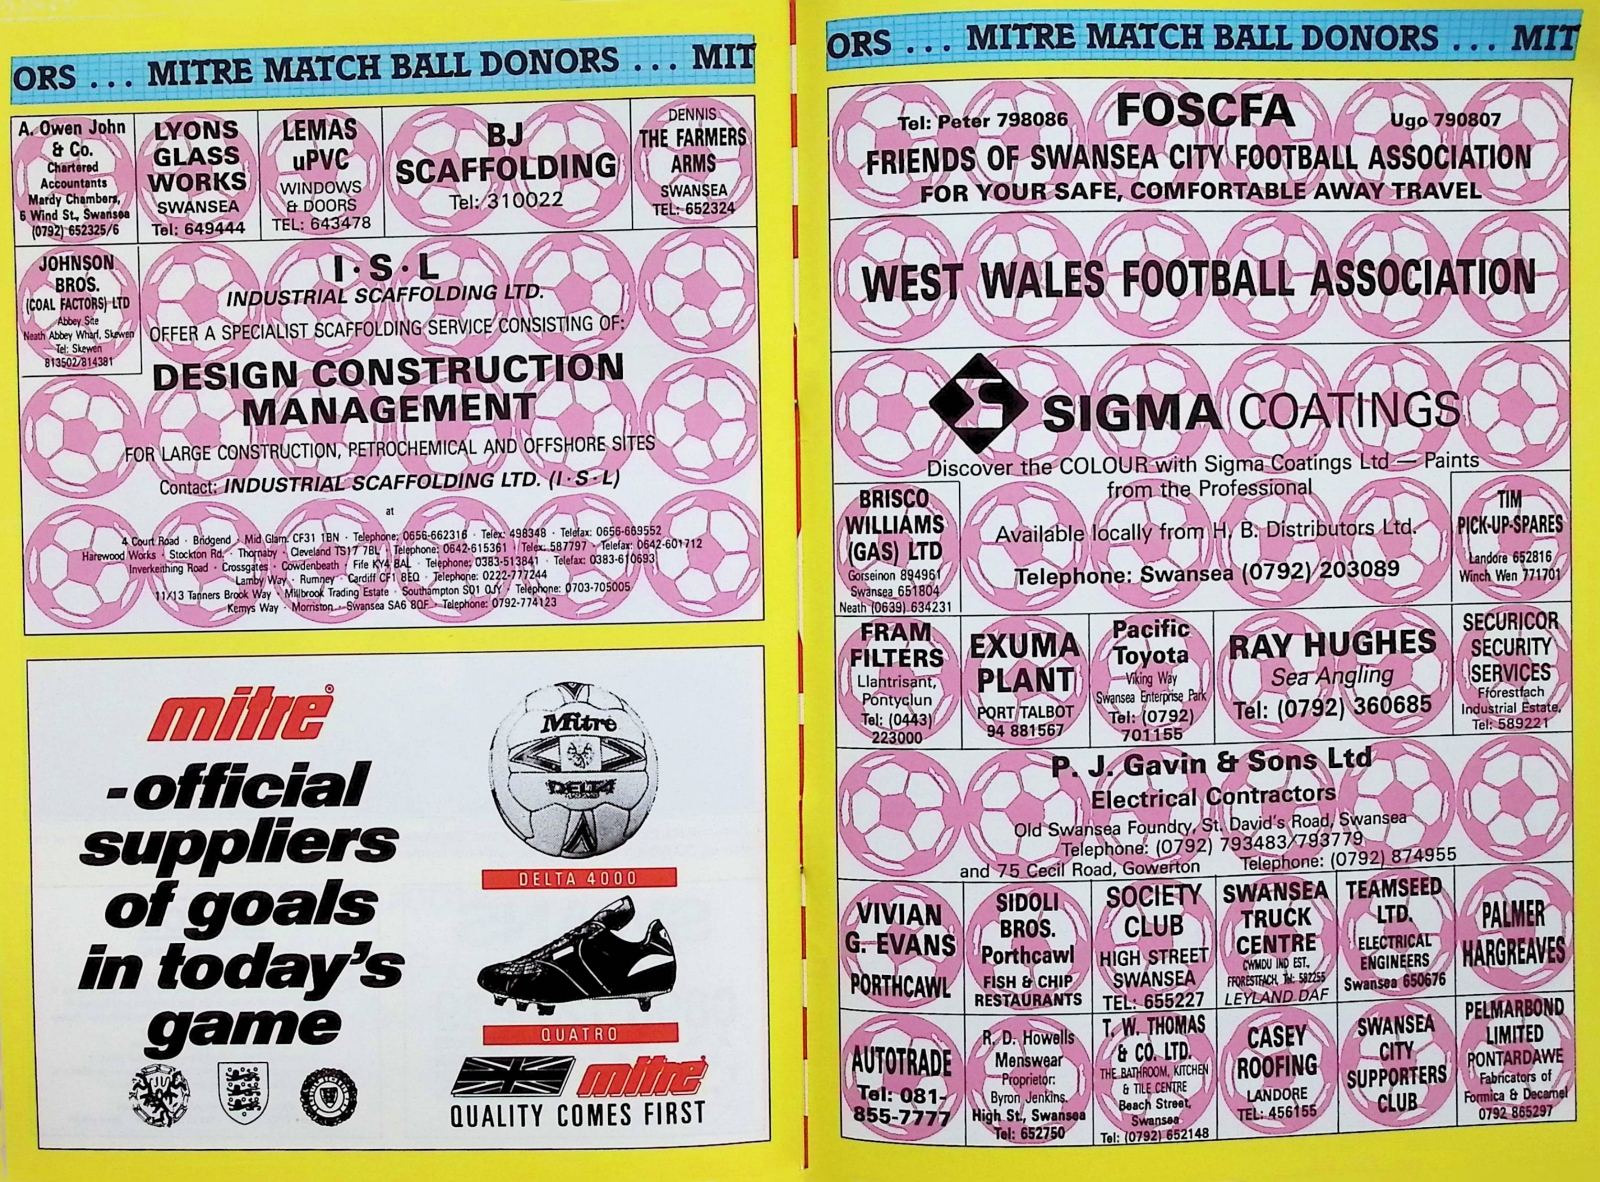 ORS . . . MITRE MATCH BALL DONORS . . . MIT
A. Owen John
& Co.
Chartered
Accountants
Mardy Chambers,
6 Wind St., Swansea
(0792) 652325/6
LYONS
GLASS
WORKS
SWANSEA
Tel: 649444
LEMAS
uPVC
WINDOWS
& DOORS
TEL: 643478
BJ
SCAFFOLDING
Tel: 310022
DENNIS
THE FARMERS
ARMS
SWANSEA
TEL: 652324
JOHNSON
BROS.
(COAL FACTORS) LTD
Abbey Site
Neath Abbey Wharf, Skewen
Tel: Skewen
813502/814381
I·S·L
INDUSTRIAL SCAFFOLDING LTD.
OFFER A SPECIALIST SCAFFOLDING SERVICE CONSISTING OF:
DESIGN CONSTRUCTION
MANAGEMENT
FOR LARGE CONSTRUCTION, PETROCHEMICAL AND OFFSHORE SITES
Contact: INDUSTRIAL SCAFFOLDING LTD. (I·S·L)
at
4 Court Road · Bridgend · Mid Glam. CF31 1BN · Telephone: 0656-662316 · Telex: 498348 · Telefax: 0656-669552
Harewood Works · Stockton Rd. · Thornaby · Cleveland TS17 7BL · Telephone: 0642-615361 · Telex: 587797 · Telefax: 0642-601712
Inverkeithing Road · Crossgates · Cowdenbeath · Fife KY4 8AL · Telephone: 0383-513841 · Telefax: 0383-610693
Lamby Way · Rumney · Cardiff CF1 8EQ · Telephone: 0222-777244
11/13 Tanners Brook Way · Millbrook Trading Estate · Southampton SO1 0JY · Telephone: 0703-705005
Kemys Way · Morriston · Swansea SA6 8QF · Telephone: 0792-774123
mitre
- official
suppliers
of goals
in today's
game
Mitre
DELTA
DELTA 4000
QUATRO
mitre
QUALITY COMES FIRST
ORS . . . MITRE MATCH BALL DONORS . . . MIT
FOSCFA
Tel: Peter 798086
Ugo 790807
FRIENDS OF SWANSEA CITY FOOTBALL ASSOCIATION
FOR YOUR SAFE, COMFORTABLE AWAY TRAVEL
WEST WALES FOOTBALL ASSOCIATION
SIGMA COATINGS
Discover the COLOUR with Sigma Coatings Ltd — Paints
from the Professional
Available locally from H. B. Distributors Ltd.
Telephone: Swansea (0792) 203089
BRISCO
WILLIAMS
(GAS) LTD
Gorseinon 894961
Swansea 651804
Neath (0639) 634231
TIM
PICK-UP-SPARES
Landore 652816
Winch Wen 771701
FRAM
FILTERS
Llantrisant,
Pontyclun
Tel: (0443)
223000
EXUMA
PLANT
PORT TALBOT
94 881567
Pacific
Toyota
Viking Way
Swansea Enterprise Park
Tel: (0792)
701155
RAY HUGHES
Sea Angling
Tel: (0792) 360685
SECURICOR
SECURITY
SERVICES
Fforestfach
Industrial Estate,
Tel: 589221
P. J. Gavin & Sons Ltd
Electrical Contractors
Old Swansea Foundry, St. David's Road, Swansea
Telephone: (0792) 793483/793779
and 75 Cecil Road, Gowerton Telephone: (0792) 874955
VIVIAN
G. EVANS
PORTHCAWL
SIDOLI
BROS.
Porthcawl
FISH & CHIP
RESTAURANTS
SOCIETY
CLUB
HIGH STREET
SWANSEA
TEL: 655227
SWANSEA
TRUCK
CENTRE
CWMDU IND EST,
FFORESTFACH, Tel: 582255
LEYLAND DAF
TEAMSEED
LTD.
ELECTRICAL
ENGINEERS
Swansea 650676
PALMER
HARGREAVES
AUTOTRADE
Tel: 081-
855-7777
R. D. Howells
Menswear
Proprietor:
Byron Jenkins.
High St., Swansea
Tel: 652750
T. W. THOMAS
& CO. LTD.
THE BATHROOM, KITCHEN
& TILE CENTRE
Beach Street,
Swansea
Tel: (0792) 652148
CASEY
ROOFING
LANDORE
TEL: 456155
SWANSEA
CITY
SUPPORTERS
CLUB
PELMARBOND
LIMITED
PONTARDAWE
Fabricators of
Formica & Decamel
0792 865297